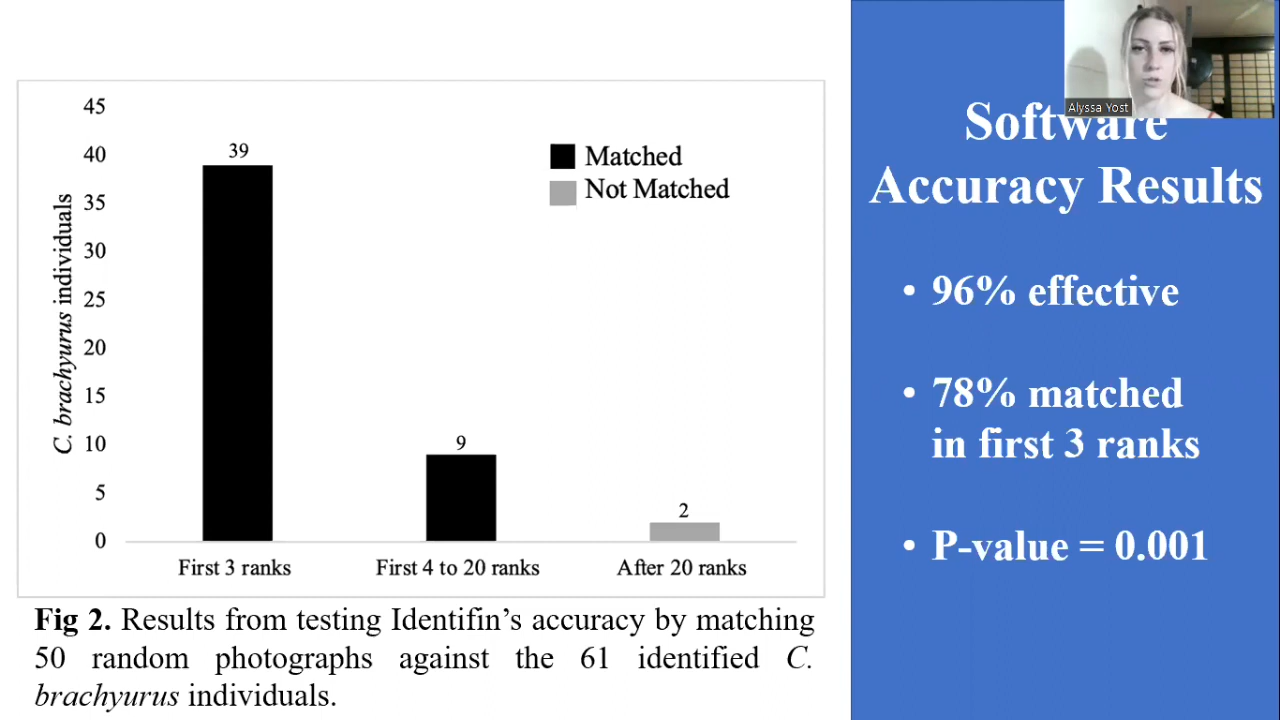 45
40
35
30
25
20
15
10
5
0
C. brachyurus individuals
39
9
2
Matched
Not Matched
First 3 ranks
First 4 to 20 ranks
After 20 ranks
Fig 2. Results from testing Identifin’s accuracy by matching
50 random photographs against the 61 identified C.
brachyurus individuals.
Alyssa Yost
Software
Accuracy Results
• 96% effective
• 78% matched
in first 3 ranks
• P-value = 0.001